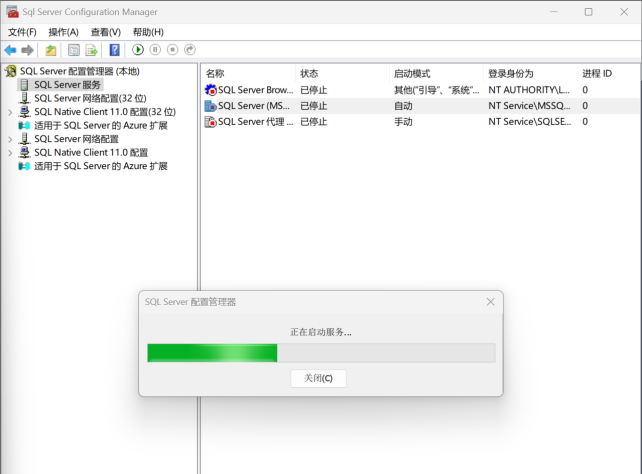 Sql Server Configuration Manager
文件(F) 操作(A) 查看(V) 帮助(H)
SQL Server 配置管理器 (本地)
SQL Server 服务
SQL Server 网络配置(32 位)
SQL Native Client 11.0 配置(32 位)
适用于 SQL Server 的 Azure 扩展
SQL Server 网络配置
SQL Native Client 11.0 配置
适用于 SQL Server 的 Azure 扩展
名称 状态 启动模式 登录身份为 进程 ID
SQL Server Brow... 已停止 其他("引导"、"系统"... NT AUTHORITY\L... 0
SQL Server (MS... 已停止 自动 NT Service\MSSQ... 0
SQL Server 代理 ... 已停止 手动 NT Service\SQLSE... 0
SQL Server 配置管理器
正在启动服务...
关闭(C)